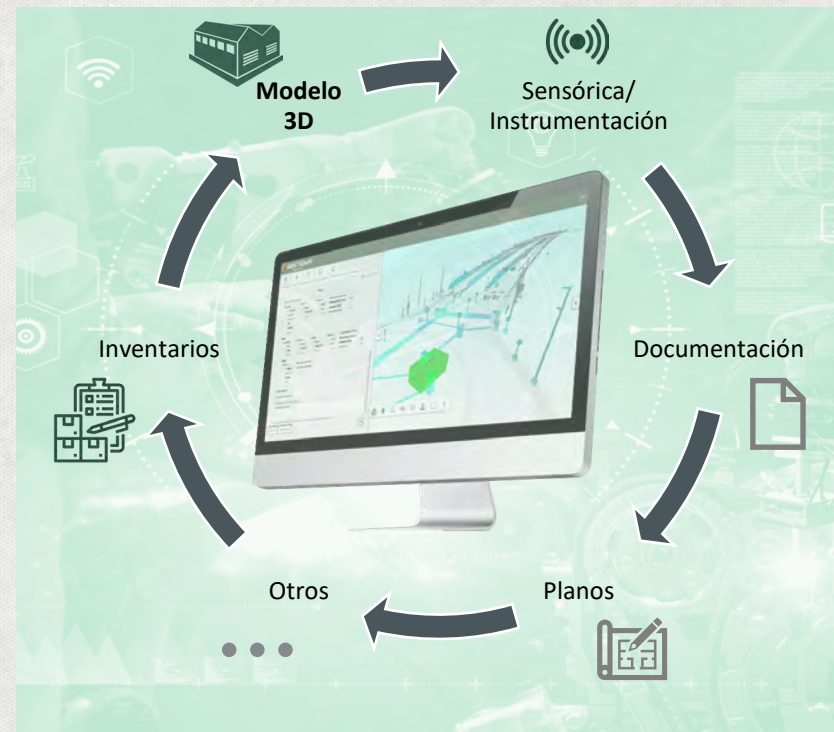 Modelo
3D
Sensórica/
Instrumentación
Documentación
Planos
Otros
Inventarios